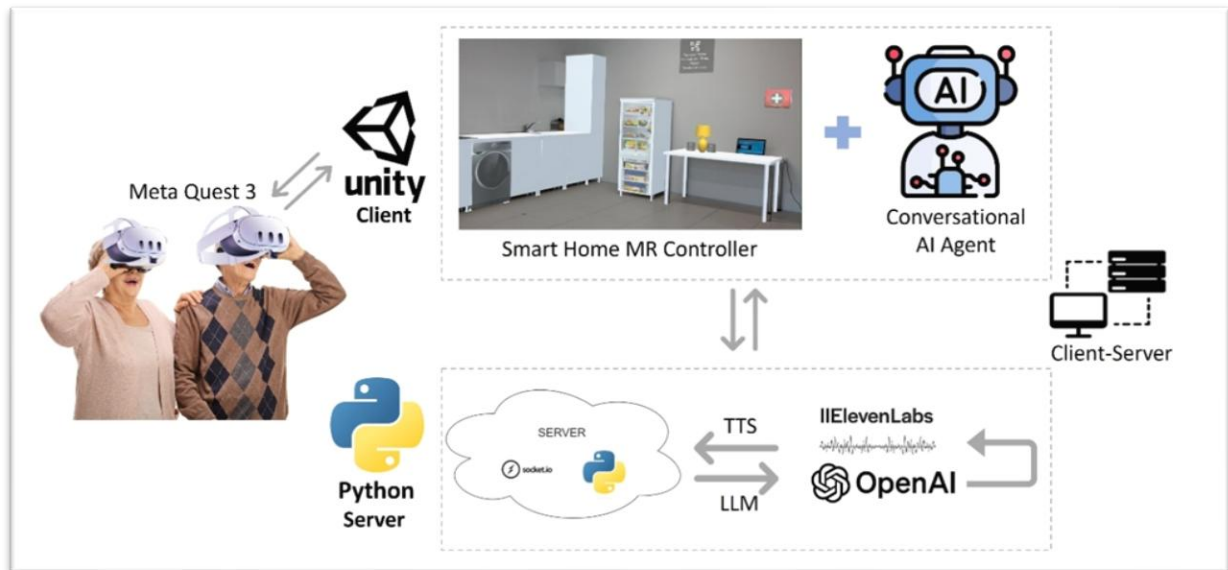 Meta Quest 3
unity
Client
Smart Home MR Controller
AI
Conversational
AI Agent
Client-Server
Python
Server
SERVER
socket.io
TTS
LLM
IIElevenLabs
OpenAI